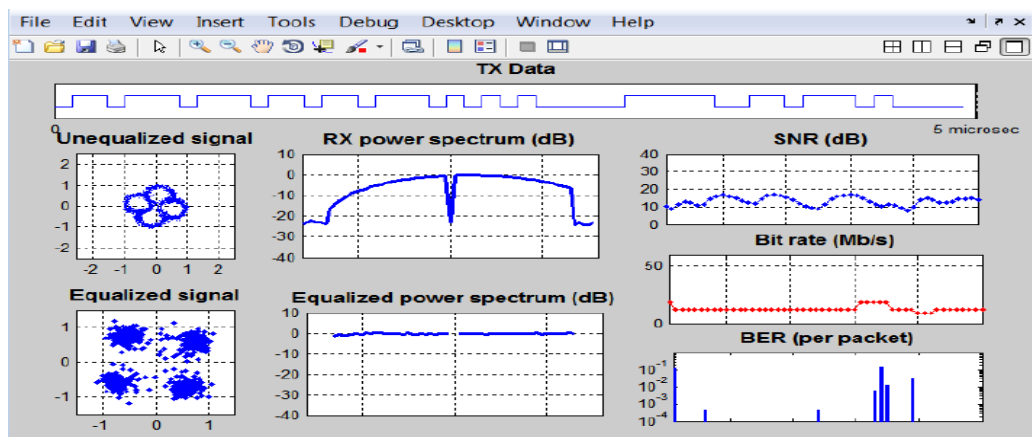 File Edit View Insert Tools Debug Desktop Window Help
TX Data
0
5 microsec
Unequalized signal
2
1
0
-1
-2
-2 -1 0 1 2
RX power spectrum (dB)
10
0
-10
-20
-30
-40
SNR (dB)
40
30
20
10
0
Bit rate (Mb/s)
50
0
Equalized signal
1
0
-1
-1 0 1
Equalized power spectrum (dB)
10
0
-10
-20
-30
-40
BER (per packet)
10-1
10-2
10-3
10-4